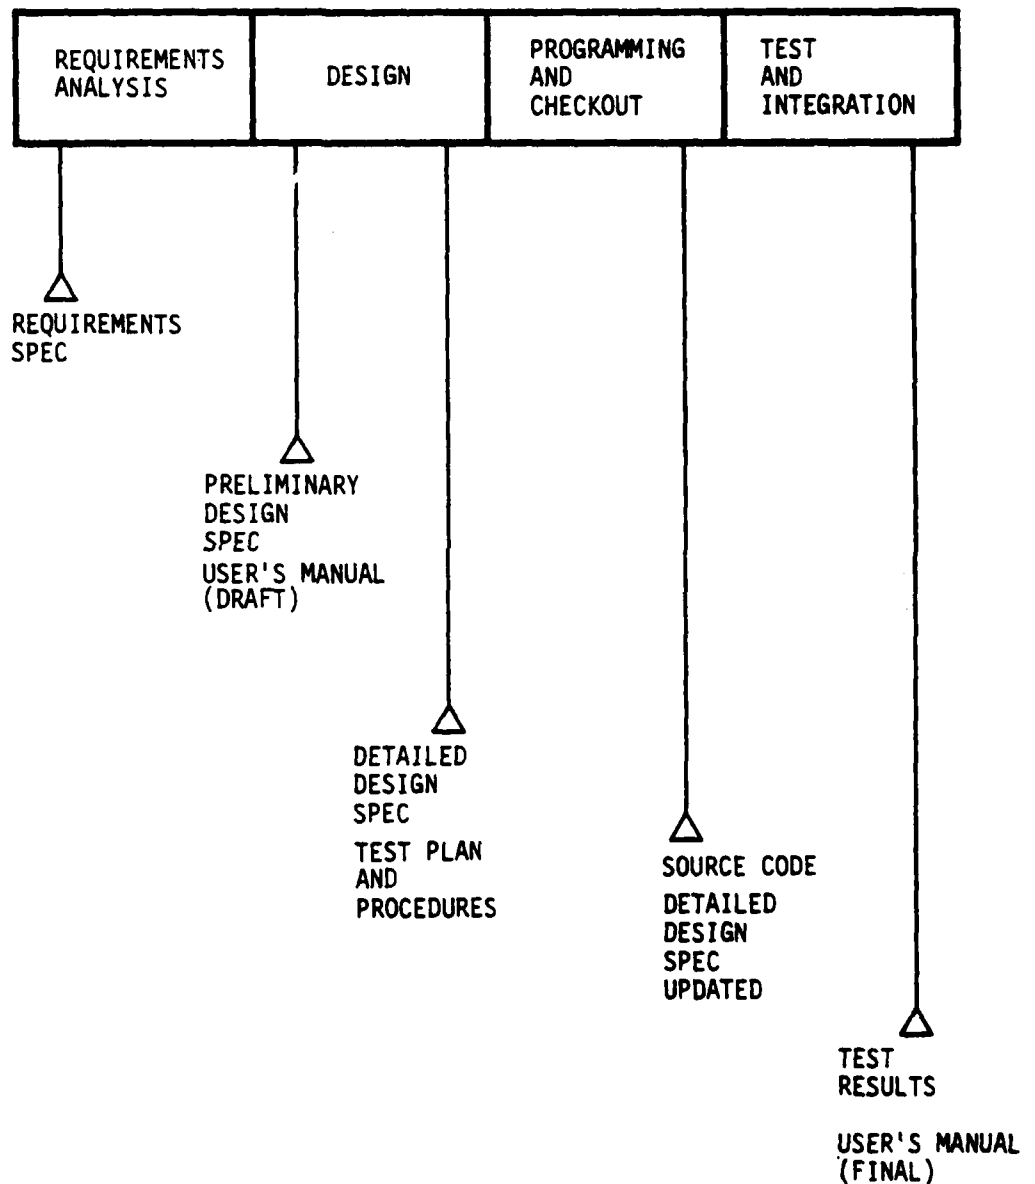 REQUIREMENTS
ANALYSIS
DESIGN
PROGRAMMING
AND
CHECKOUT
TEST
AND
INTEGRATION
REQUIREMENTS
SPEC
PRELIMINARY
DESIGN
SPEC
USER'S MANUAL
(DRAFT)
DETAILED
DESIGN
SPEC
TEST PLAN
AND
PROCEDURES
SOURCE CODE
DETAILED
DESIGN
SPEC
UPDATED
TEST
RESULTS
USER'S MANUAL
(FINAL)